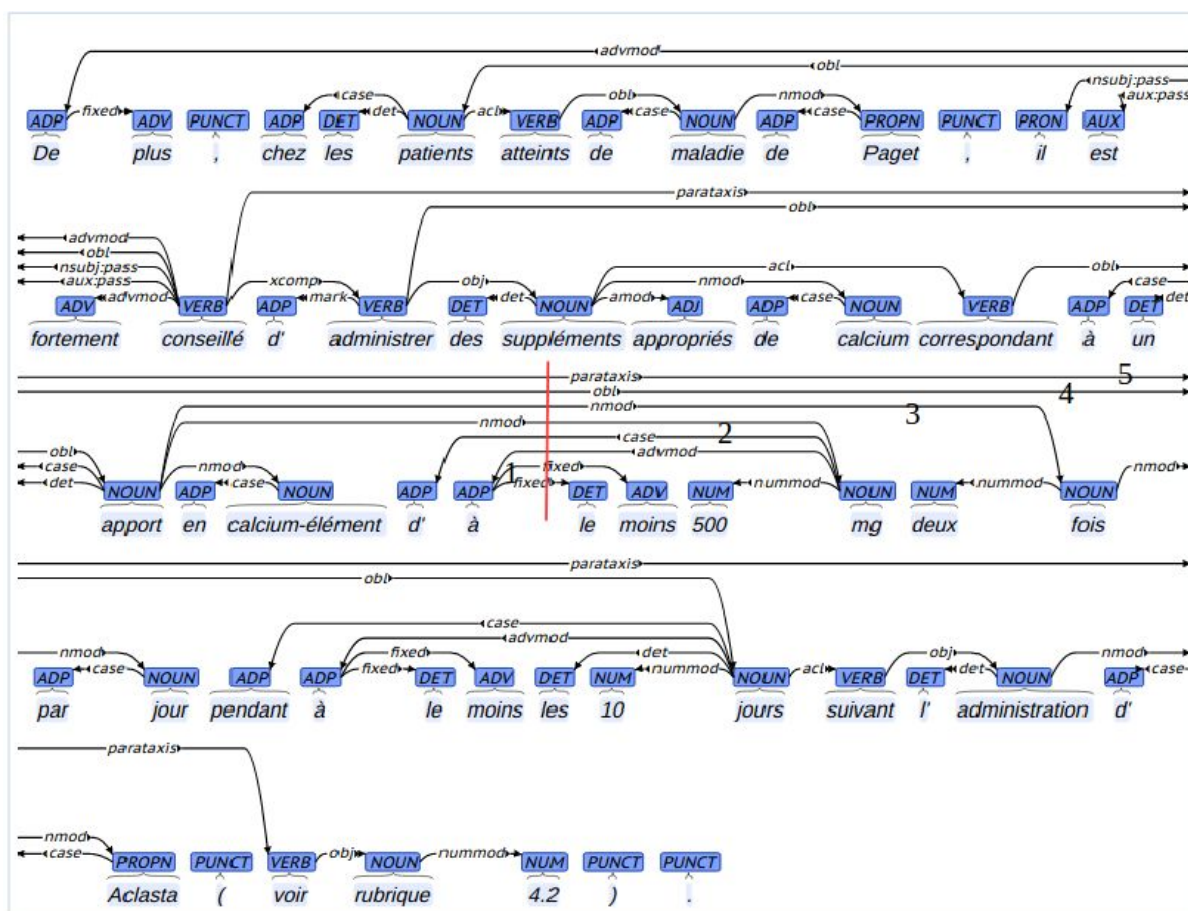 advmod
obl
nsubj:pass
case fixed det acl obl case nmod case aux:pass
ADP ADV PUNCT ADP DET NOUN VERB ADP NOUN ADP PROPN PUNCT PRON AUX
De plus , chez les patients atteints de maladie de Paget , il est
parataxis
obl
advmod
obl
nsubj:pass acl
aux:pass xcomp obj nmod obl case
advmod mark det amod case det
ADV VERB ADP VERB DET NOUN ADJ ADP NOUN VERB ADP DET
fortement conseillé d' administrer des suppléments appropriés de calcium correspondant à un
parataxis 5
obl 4
nmod 3
nmod 2
case
obl advmod
case nmod 1 fixed nmod
det case fixed nummod nummod
NOUN ADP NOUN ADP ADP DET ADV NUM NOUN NUM NOUN
apport en calcium-élément d' à le moins 500 mg deux fois
parataxis
obl
case
advmod
nmod fixed det obj nmod
case fixed nummod acl det case
ADP NOUN ADP ADP DET ADV DET NUM NOUN VERB DET NOUN ADP
par jour pendant à le moins les 10 jours suivant l' administration d'
parataxis
nmod
case obj nummod
PROPN PUNCT VERB NOUN NUM PUNCT PUNCT
Aclasta ( voir rubrique 4.2 ) .